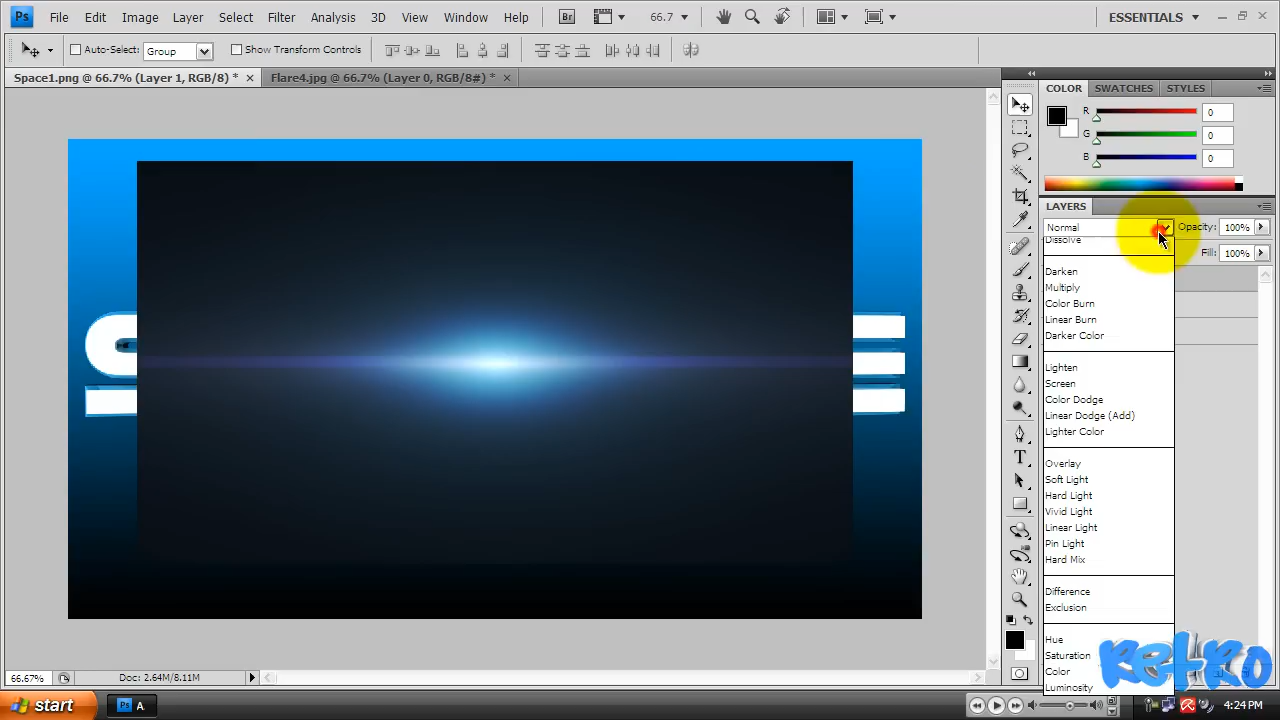 Ps File Edit Image Layer Select Filter Analysis 3D View Window Help Br 66.7 ESSENTIALS
Auto-Select: Group Show Transform Controls
Space1.png @ 66.7% (Layer 1, RGB/8) * Flare4.jpg @ 66.7% (Layer 0, RGB/8#) *
COLOR SWATCHES STYLES
R 0
G 0
B 0
LAYERS
Normal Opacity: 100%
Fill: 100%
Dissolve
Darken
Multiply
Color Burn
Linear Burn
Darker Color
Lighten
Screen
Color Dodge
Linear Dodge (Add)
Lighter Color
Overlay
Soft Light
Hard Light
Vivid Light
Linear Light
Pin Light
Hard Mix
Difference
Exclusion
Hue
Saturation
Color
Luminosity
retro
66.67% Doc: 2.64M/8.11M
start Ps A 4:24 PM